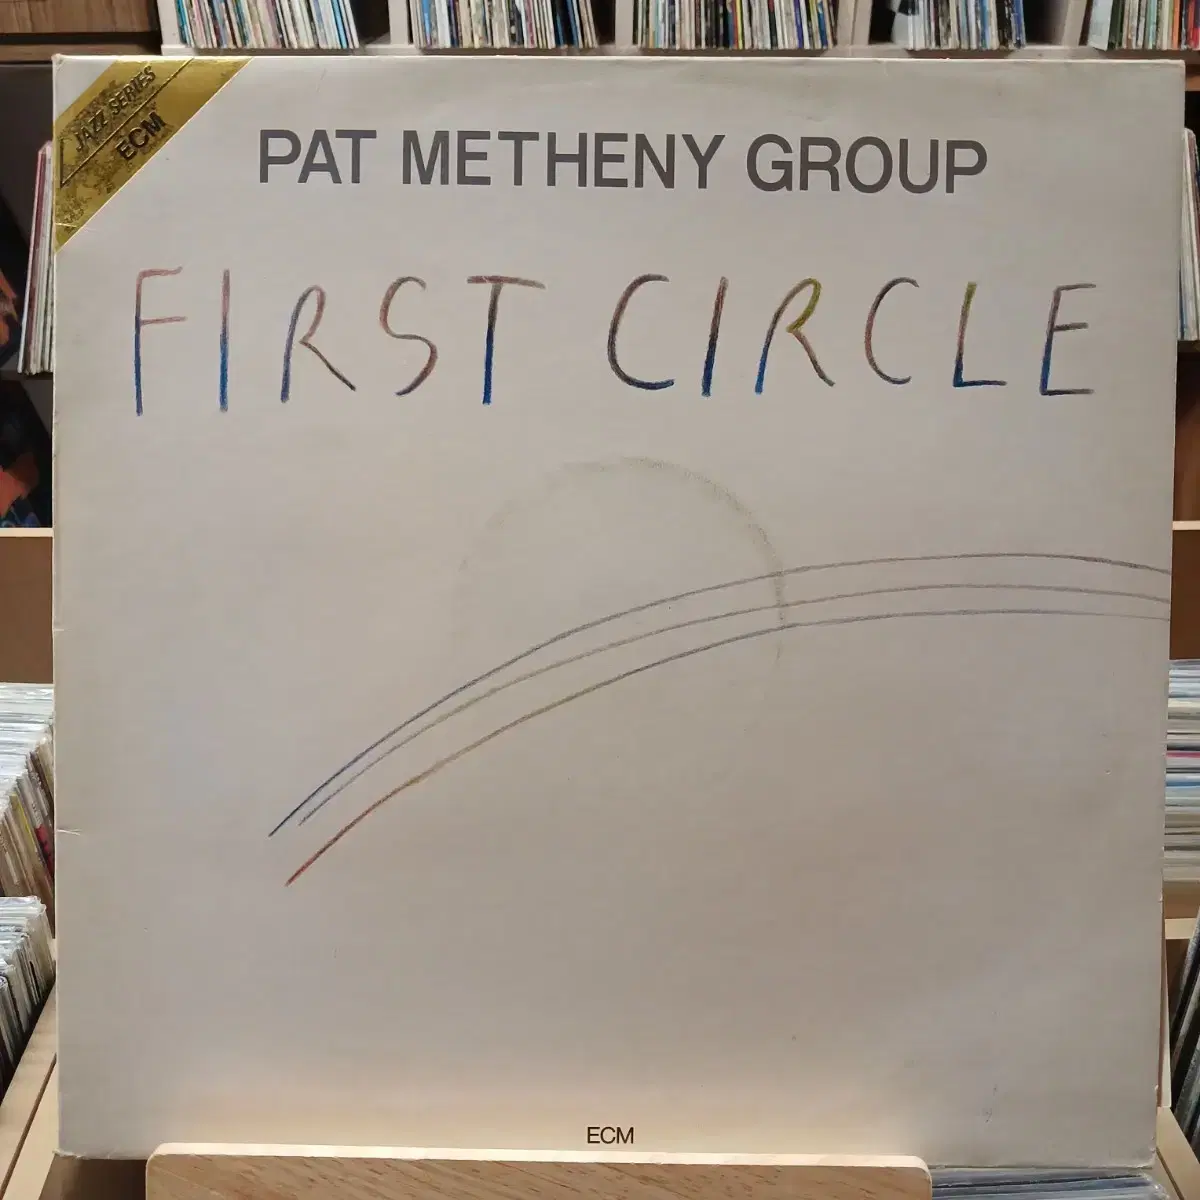 JAZZ SERIES
ECM
PAT METHENY GROUP
FIRST CIRCLE
ECM